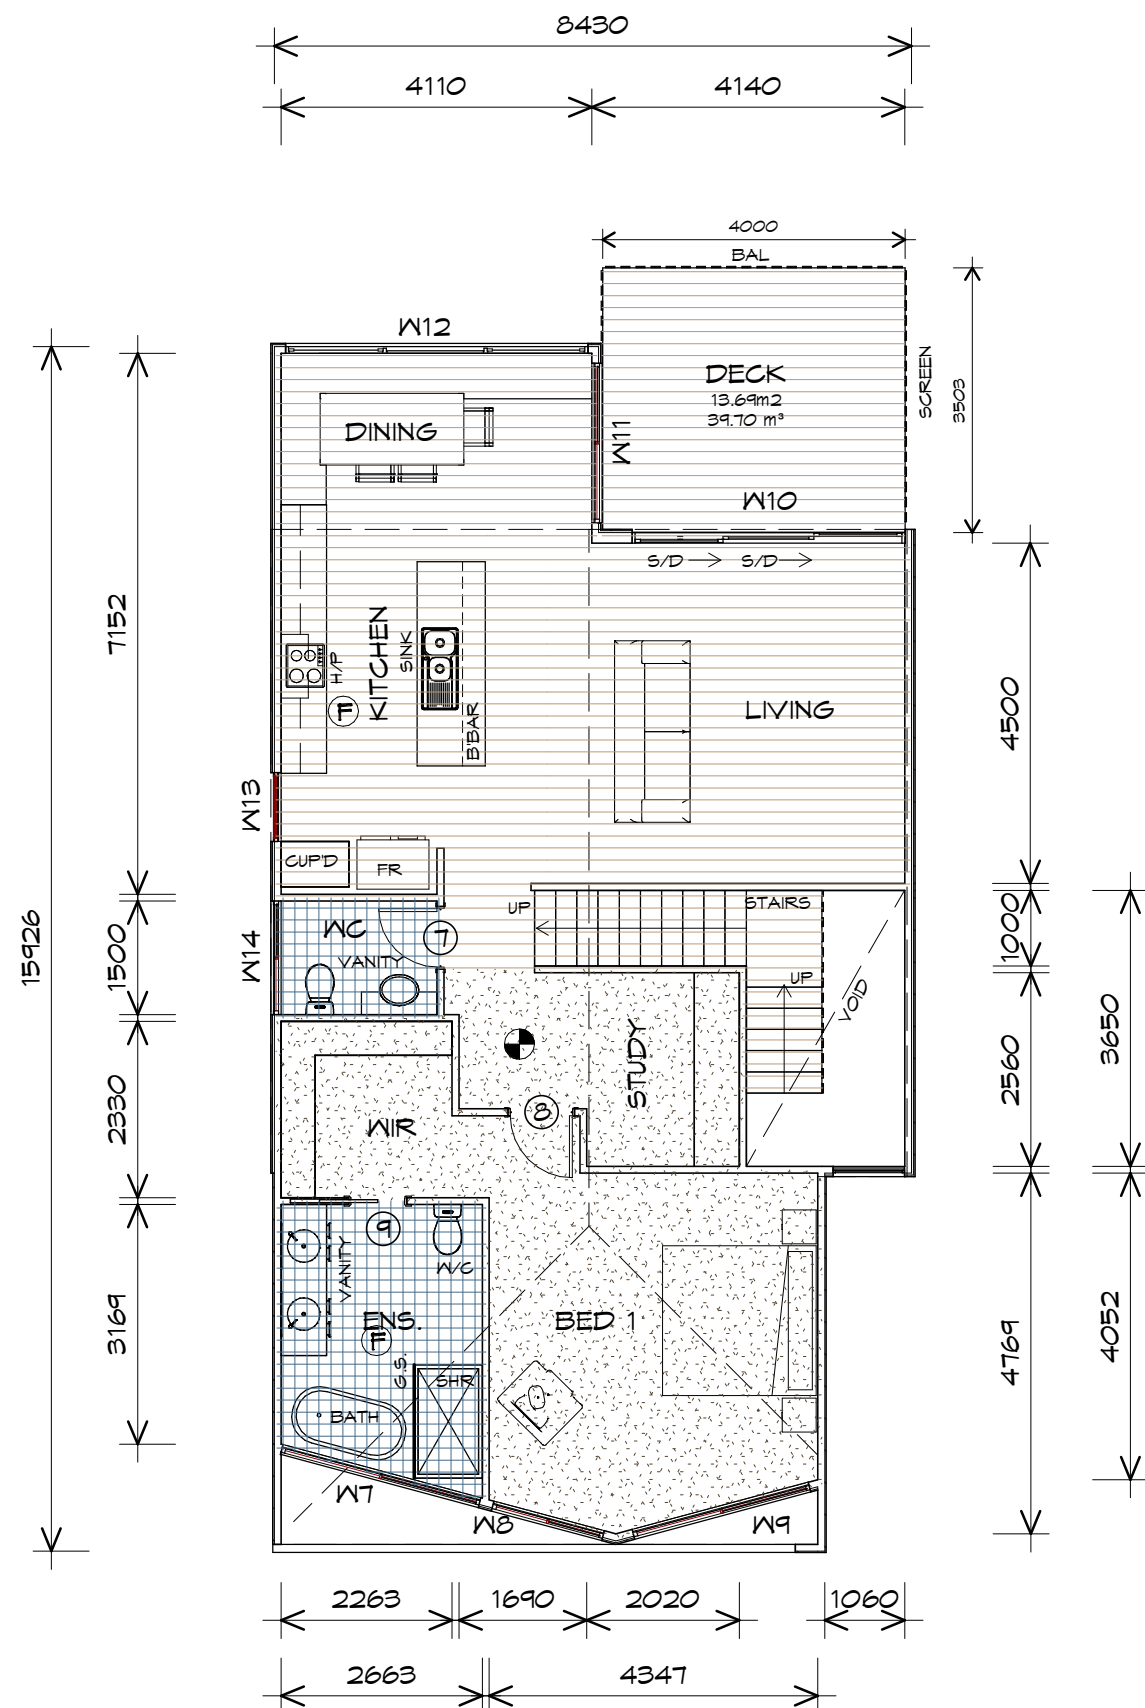 8430
4110
4140
4000
BAL
W12
DECK
13.69m2
39.70 m³
SCREEN
3503
DINING
W11
W10
S/D
S/D
7152
KITCHEN
SINK
H/P
F
B'BAR
LIVING
4500
W13
CUP'D
FR
15926
1500
W14
WC
VANITY
7
UP
STAIRS
UP
VOID
1000
2560
3650
STUDY
8
2330
WIR
9
VANITY
W/C
ENS.
F
G.S.
SHR
BATH
BED 1
3169
4769
4052
W7
W8
W9
2263
1690
2020
1060
2663
4347